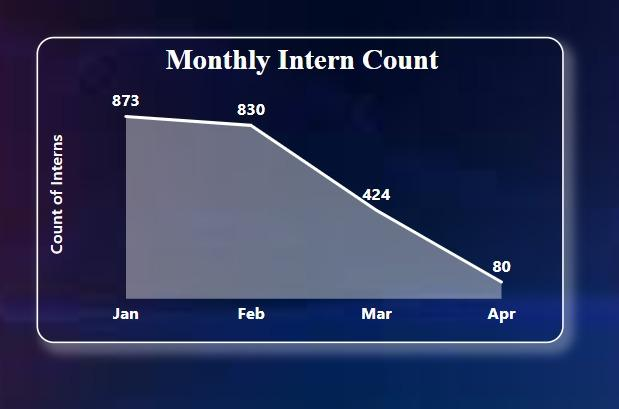 Monthly Intern Count
873
830
424
80
Count of Interns
Jan Feb Mar Apr